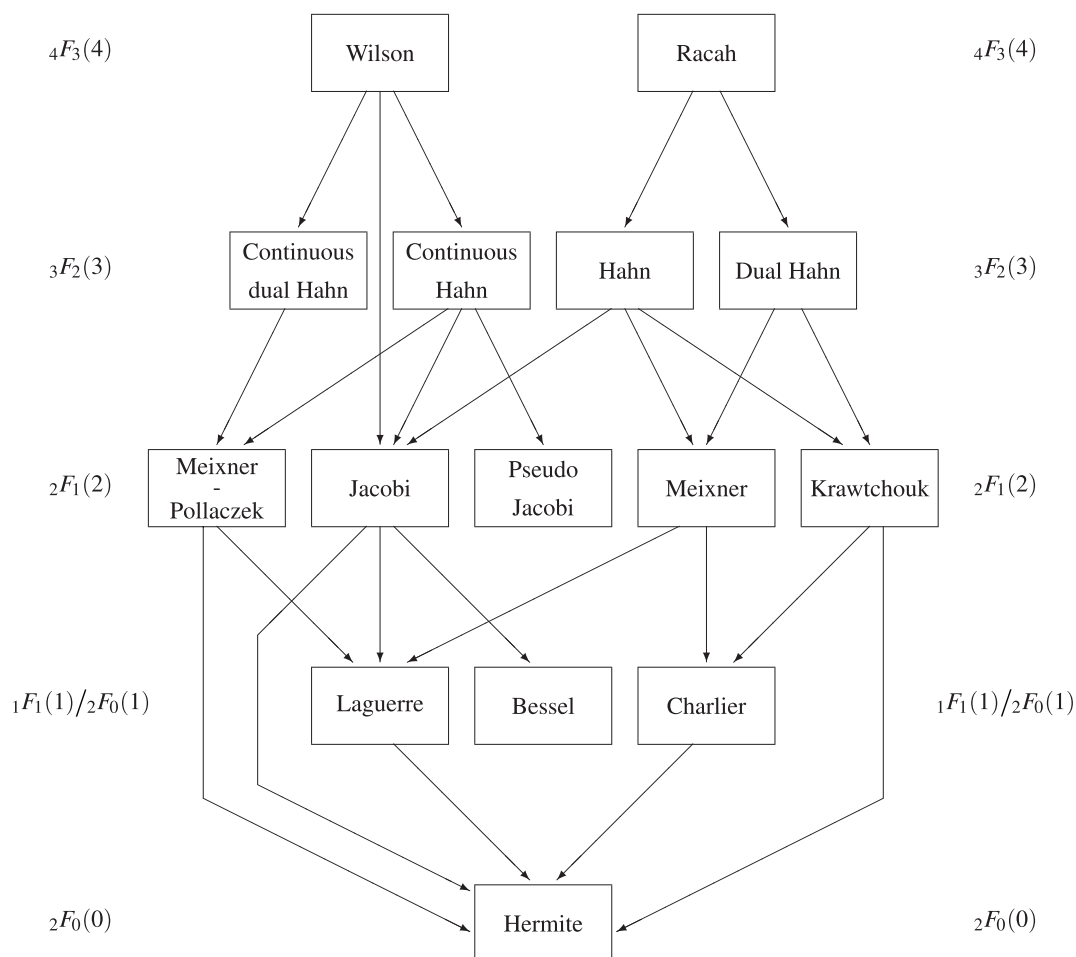 ₄F₃(4) Wilson Racah ₄F₃(4)
₃F₂(3) Continuous dual Hahn Continuous Hahn Hahn Dual Hahn ₃F₂(3)
₂F₁(2) Meixner - Pollaczek Jacobi Pseudo Jacobi Meixner Krawtchouk ₂F₁(2)
₁F₁(1)/₂F₀(1) Laguerre Bessel Charlier ₁F₁(1)/₂F₀(1)
₂F₀(0) Hermite ₂F₀(0)